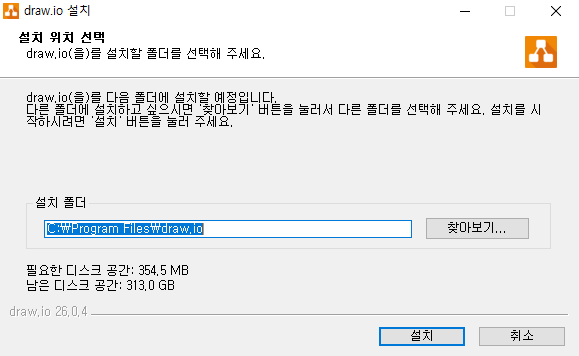 draw.io 설치
설치 위치 선택
draw.io(을)를 설치할 폴더를 선택해 주세요.
draw.io(을)를 다음 폴더에 설치할 예정입니다.
다른 폴더에 설치하고 싶으시면 '찾아보기' 버튼을 눌러서 다른 폴더를 선택해 주세요. 설치를 시
작하시려면 '설치' 버튼을 눌러 주세요.
설치 폴더
C:₩Program Files₩draw.io
찾아보기...
필요한 디스크 공간: 354.5 MB
남은 디스크 공간: 313.0 GB
draw.io 26.0.4
설치
취소